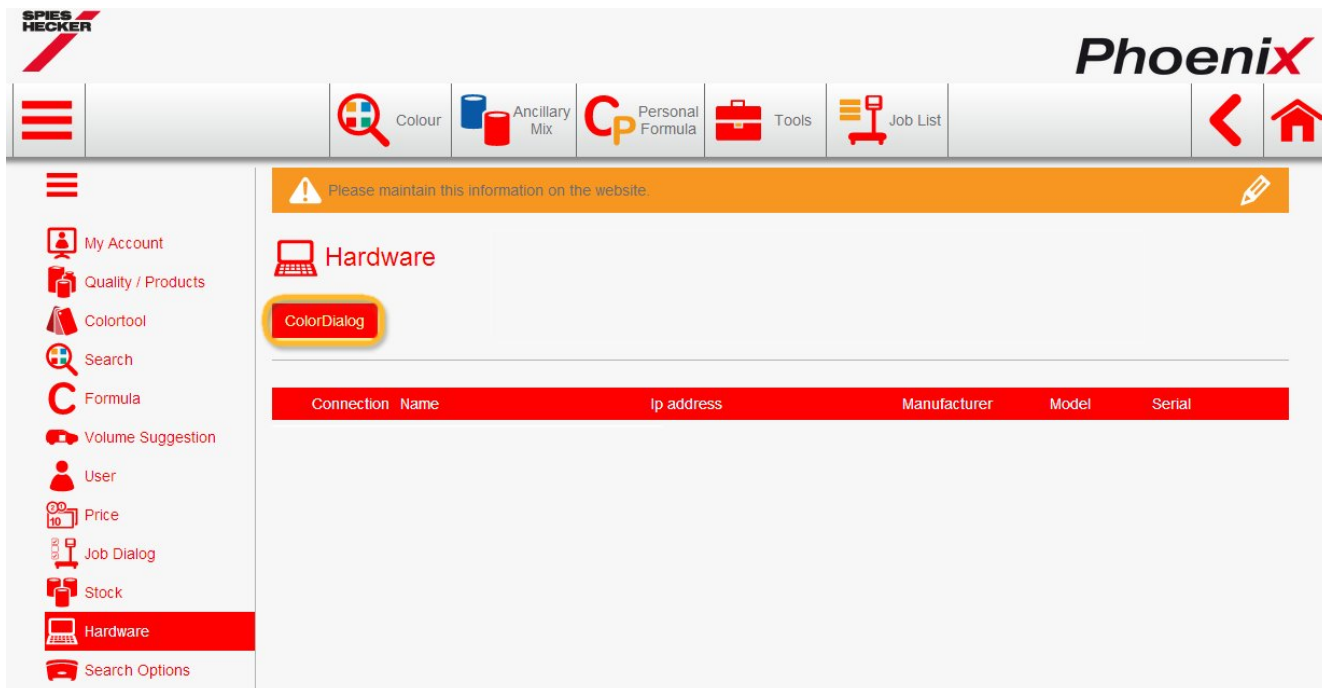 SPIES
HECKER
Phoenix
Colour
Ancillary
Mix
Cp Personal
Formula
Tools
Job List
Please maintain this information on the website.
My Account
Hardware
Quality / Products
Colortool
ColorDialog
Search
C Formula
Connection Name Ip address Manufacturer Model Serial
Volume Suggestion
User
10 Price
Job Dialog
Stock
Hardware
Search Options